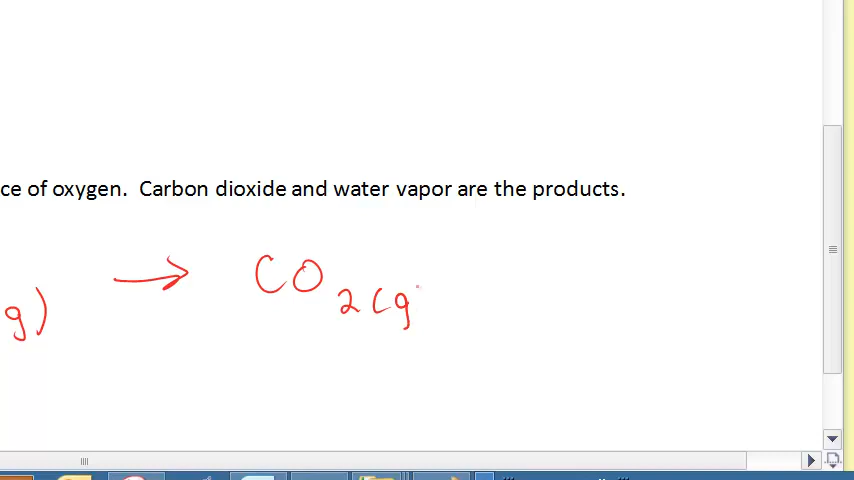 ce of oxygen. Carbon dioxide and water vapor are the products.
g) → CO2(g